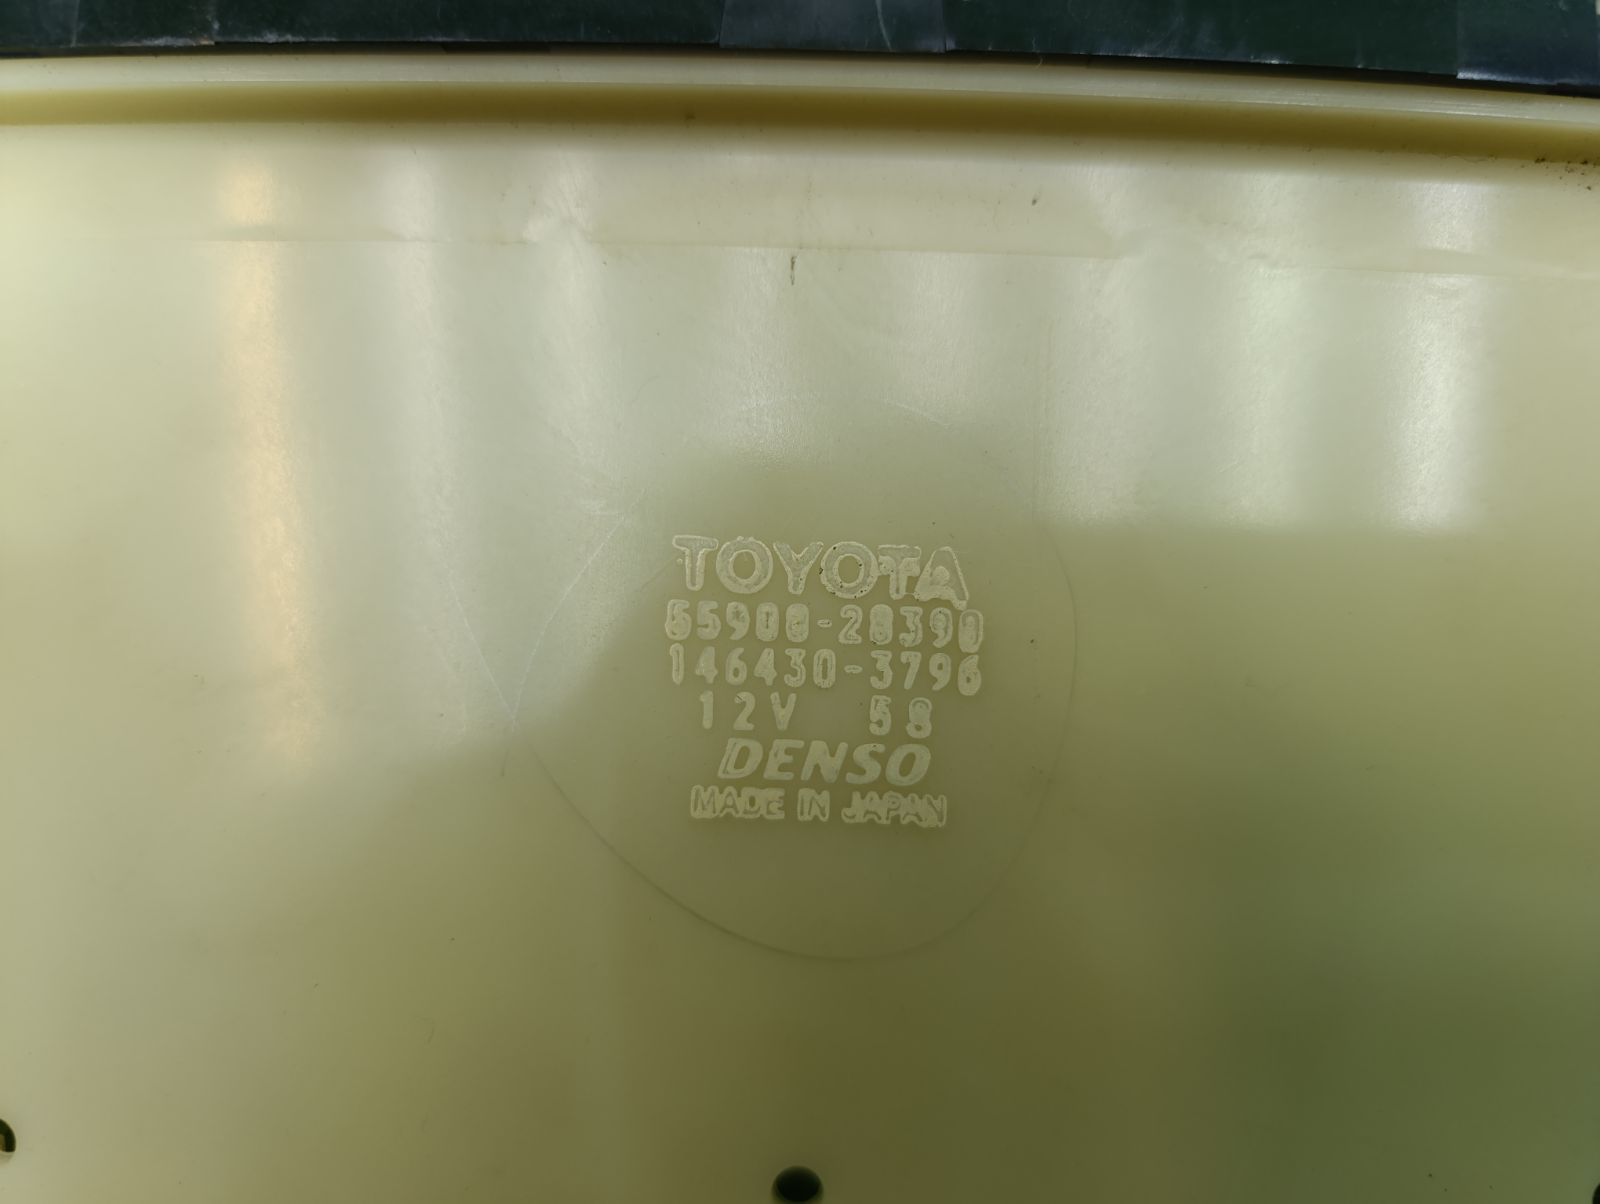 TOYOTA
55900-28390
146430-3796
12V 58
DENSO
MADE IN JAPAN